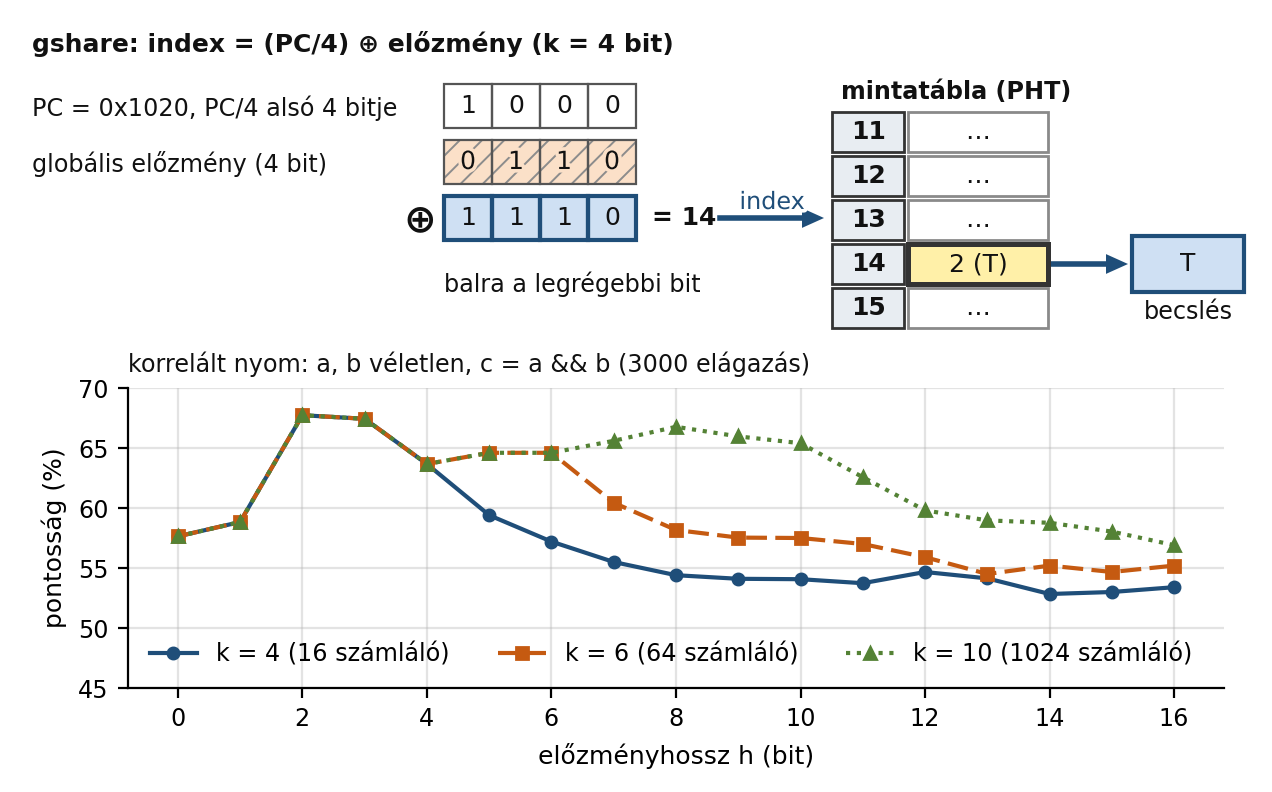 gshare: index = (PC/4) ⊕ előzmény (k = 4 bit)
PC = 0x1020, PC/4 alsó 4 bitje
1 0 0 0
globális előzmény (4 bit)
0 1 1 0
⊕ 1 1 1 0 = 14
index
balra a legrégebbi bit
mintatábla (PHT)
11 ...
12 ...
13 ...
14 2 (T)
15 ...
T
becslés
korrelált nyom: a, b véletlen, c = a && b (3000 elágazás)
pontosság (%)
70
65
60
55
50
45
k = 4 (16 számláló)
k = 6 (64 számláló)
k = 10 (1024 számláló)
0 2 4 6 8 10 12 14 16
előzményhossz h (bit)